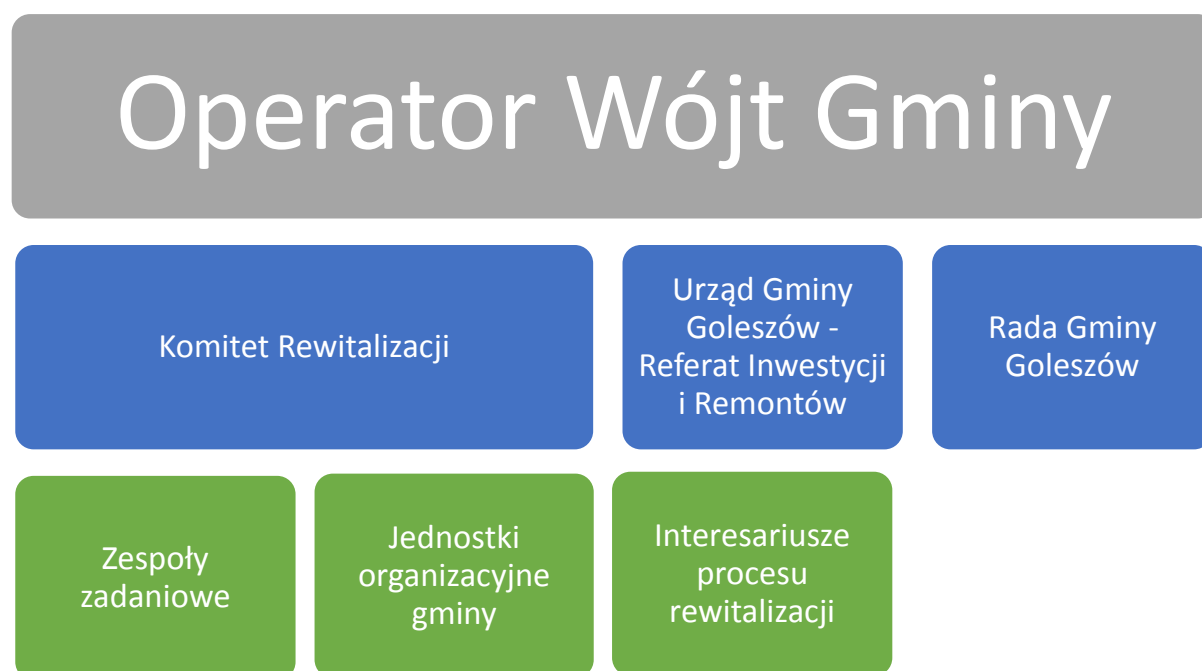 Operator Wójt Gminy
Komitet Rewitalizacji
Urząd Gminy
Goleszów -
Referat Inwestycji
i Remontów
Rada Gminy
Goleszów
Zespoły
zadaniowe
Jednostki
organizacyjne
gminy
Interesariusze
procesu
rewitalizacji